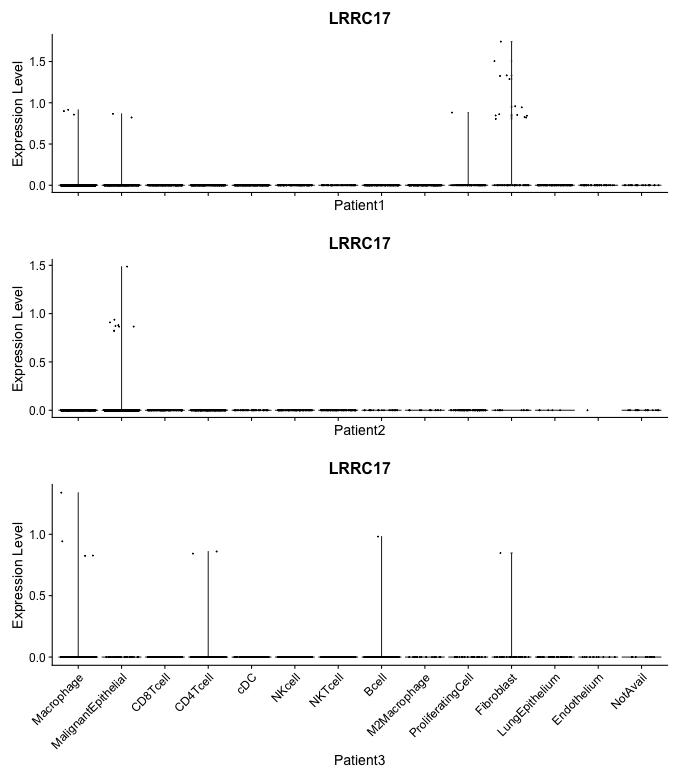 LRRC17
Expression Level
1.5
1.0
0.5
0.0
Patient1
LRRC17
Expression Level
1.5
1.0
0.5
0.0
Patient2
LRRC17
Expression Level
1.0
0.5
0.0
Macrophage
MalignantEpithelial
CD8Tcell
CD4Tcell
cDC
NKcell
NKTcell
Bcell
M2Macrophage
ProliferatingCell
Fibroblast
LungEpithelium
Endothelium
NotAvail
Patient3